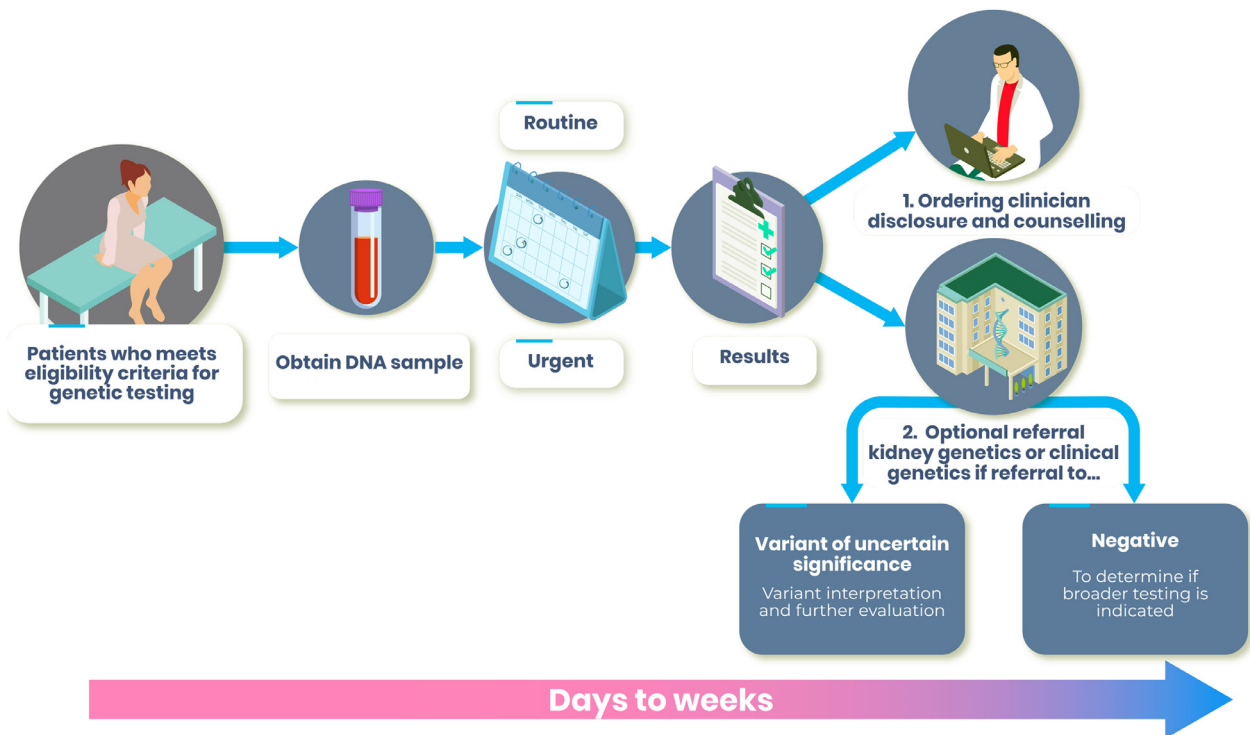 Routine
1. Ordering clinician
disclosure and counselling
Patients who meets
eligibility criteria for
genetic testing
Obtain DNA sample
Urgent
Results
2. Optional referral
kidney genetics or clinical
genetics if referral to...
Variant of uncertain
significance
Variant interpretation
and further evaluation
Negative
To determine if
broader testing is
indicated
Days to weeks